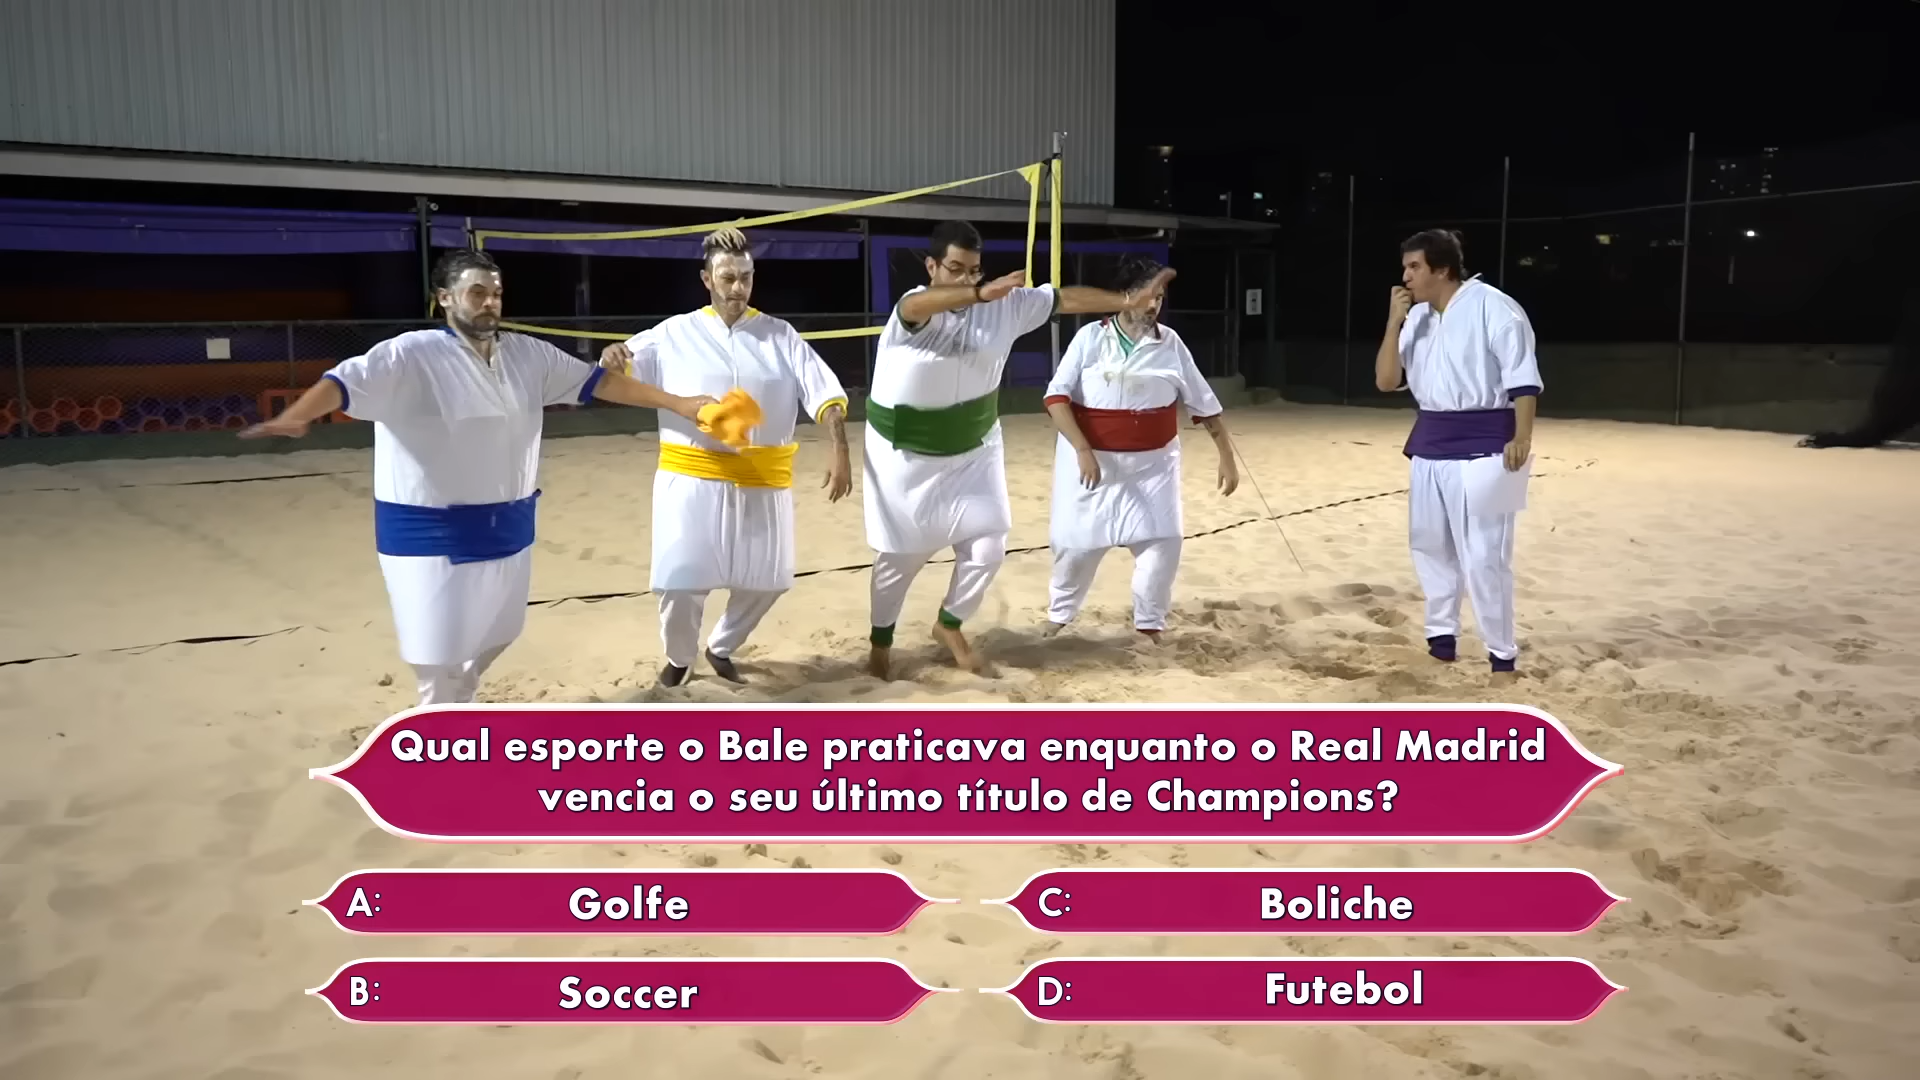 Qual esporte o Bale praticava enquanto o Real Madrid
vencia o seu último título de Champions?
A: Golfe
C: Boliche
B: Soccer
D: Futebol